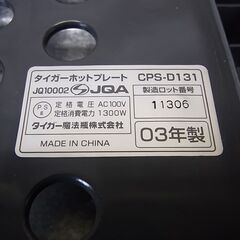 タイガーホットプレート CPS-D131
JQ10002 JQA 製造ロット番号
PSE 定格電圧 AC100V 11306
定格消費電力 1300W
タイガー魔法瓶株式会社 03年製
MADE IN CHINA